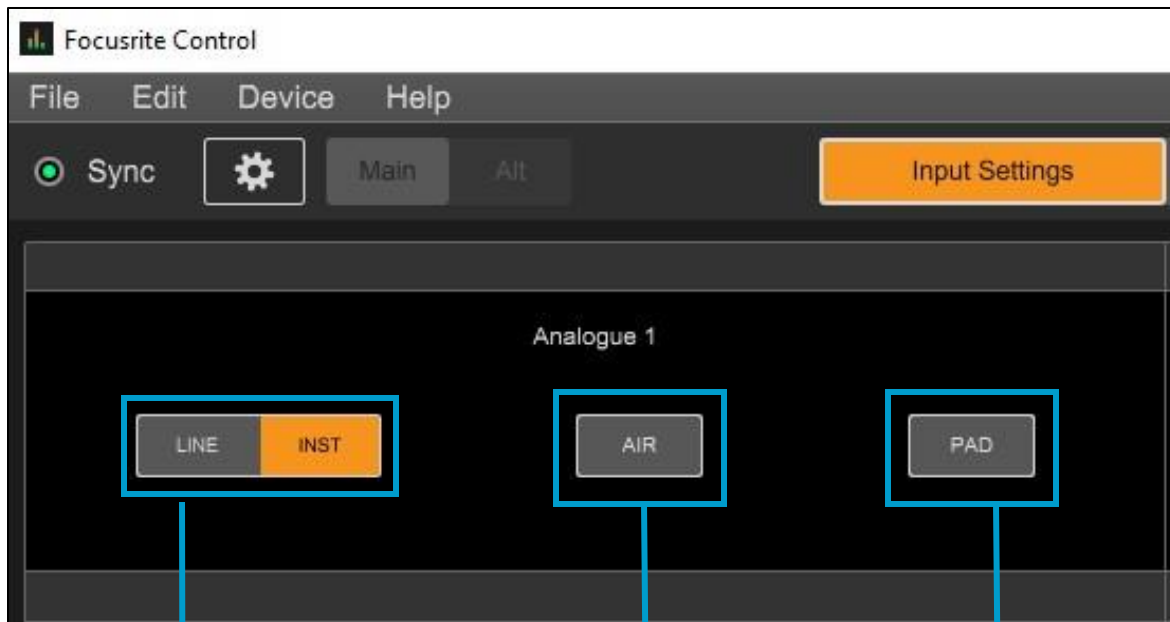 Focusrite Control
File Edit Device Help
Sync Main Alt Input Settings
Analogue 1
LINE INST AIR PAD